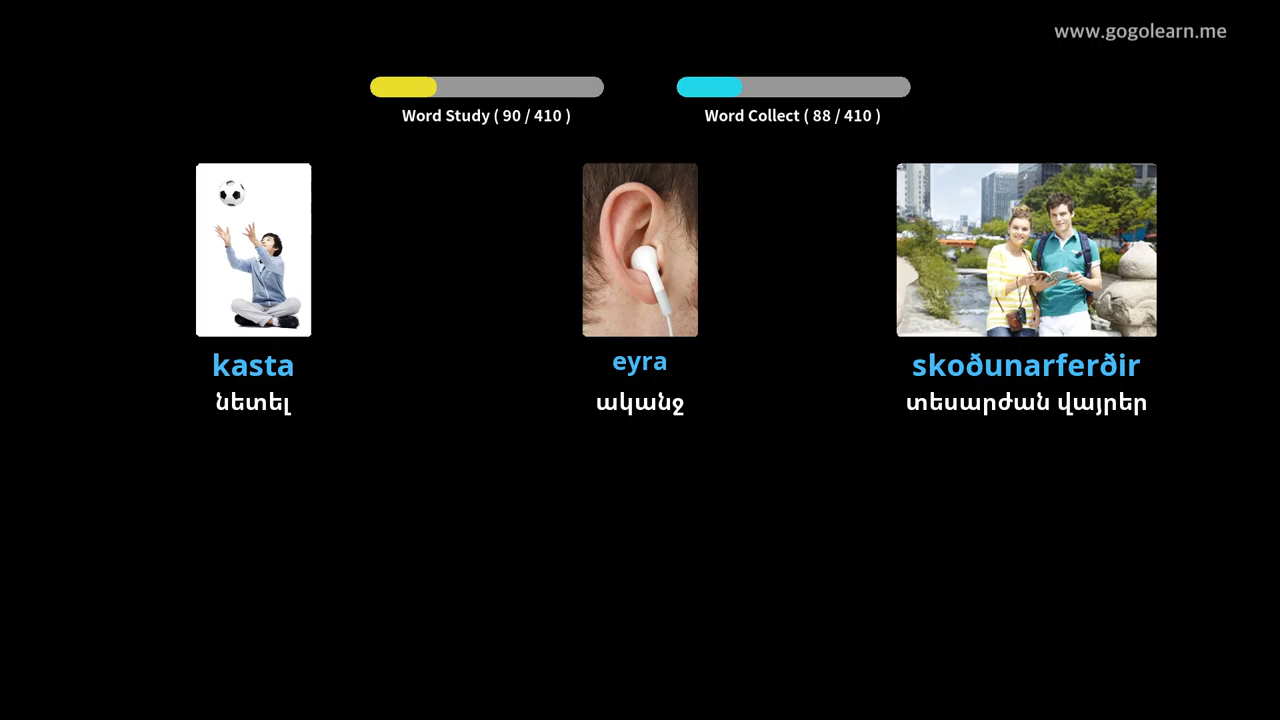 www.gogolearn.me
Word Study ( 90 / 410 )
Word Collect ( 88 / 410 )
kasta
նետել
eyra
ականջ
skoðunarferðir
տեսարժան վայրեր